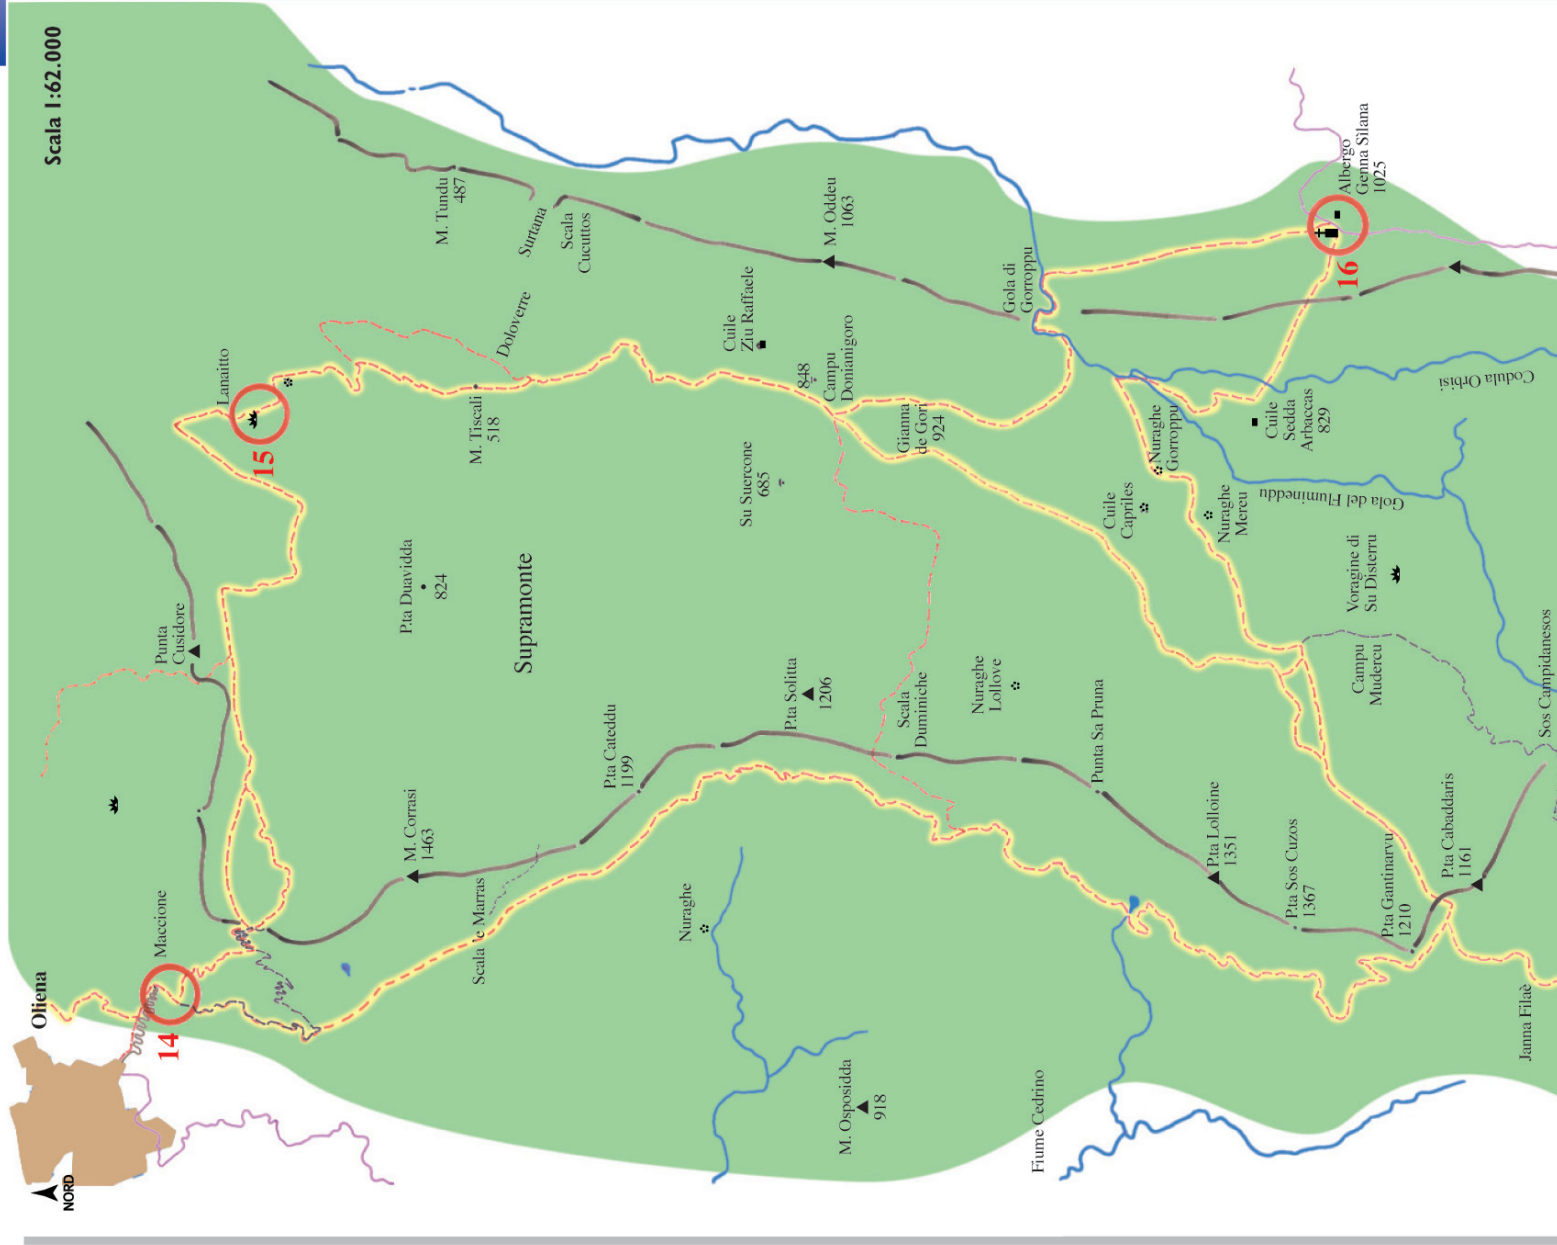 Scala 1:62.000
Oliena
NORD
14
Maccione
Punta
Cusidore
Lanaitto
15
M. Tundu
487
Surtana
Scala
Cucuttos
Doloverre
M. Tiscali
518
P.ta Duavidda
824
Supramonte
M. Corrasi
1463
Scala 'e Marras
P.ta Cateddu
1199
Nuraghe
M. Osposidda
918
P.ta Solitta
1206
Su Suercone
685
Cuile
Ziu Raffaele
M. Oddeu
1063
848
Campu
Donianigoro
Gianna
de Gori
924
Scala
Duminiche
Nuraghe
Lollove
Gola di
Gorroppu
Fiume Cedrino
Punta Sa Pruna
Cuile
Capriles
Nuraghe
Gorroppu
Nuraghe
Mereu
P.ta Lolloine
1351
P.ta Sos Cuzos
1367
Cuile
Sedda
Arbaccas
829
Gola del Flumineddu
Codula Orbisi
16
Albergo
Genna Silana
1025
Voragine di
Su Disterru
Campu
Mudercu
P.ta Gantinarvu
1210
P.ta Cabaddaris
1161
Janna Filaè
Sos Campidanesos